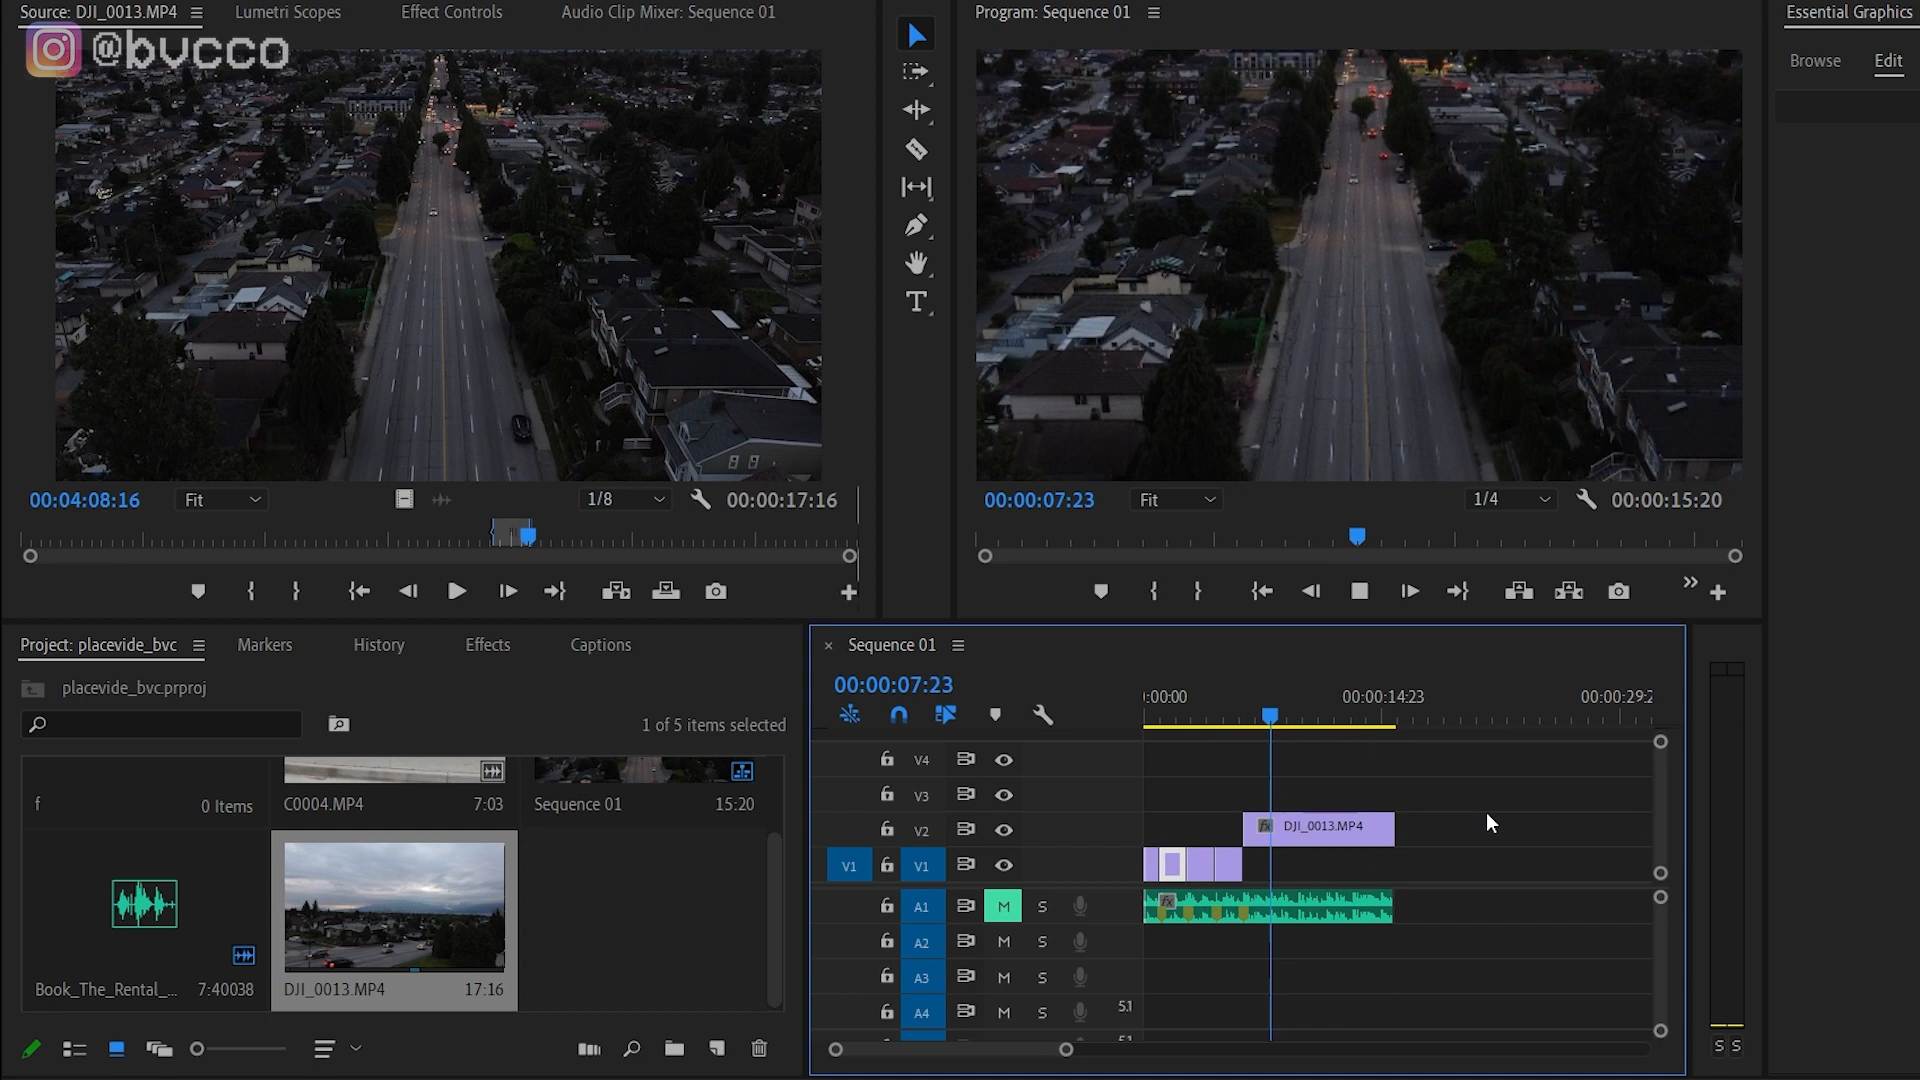 Source: DJI_0013.MP4
Lumetri Scopes
Effect Controls
Audio Clip Mixer: Sequence 01
@bvcco
Program: Sequence 01
Essential Graphics
Browse
Edit
00:04:08:16
Fit
1/8
00:00:17:16
00:00:07:23
Fit
1/4
00:00:15:20
Project: placevide_bvc
Markers
History
Effects
Captions
placevide_bvc.prproj
1 of 5 items selected
f
0 Items
C0004.MP4
7:03
Sequence 01
15:20
Book_The_Rental_...
7:40038
DJI_0013.MP4
17:16
Sequence 01
00:00:07:23
:00:00
00:00:14:23
00:00:29:2
V4
V3
V2
fx DJI_0013.MP4
V1
V1
A1
M
S
fx
A2
M
S
A3
M
S
A4
M
S
5.1
5.1
S S